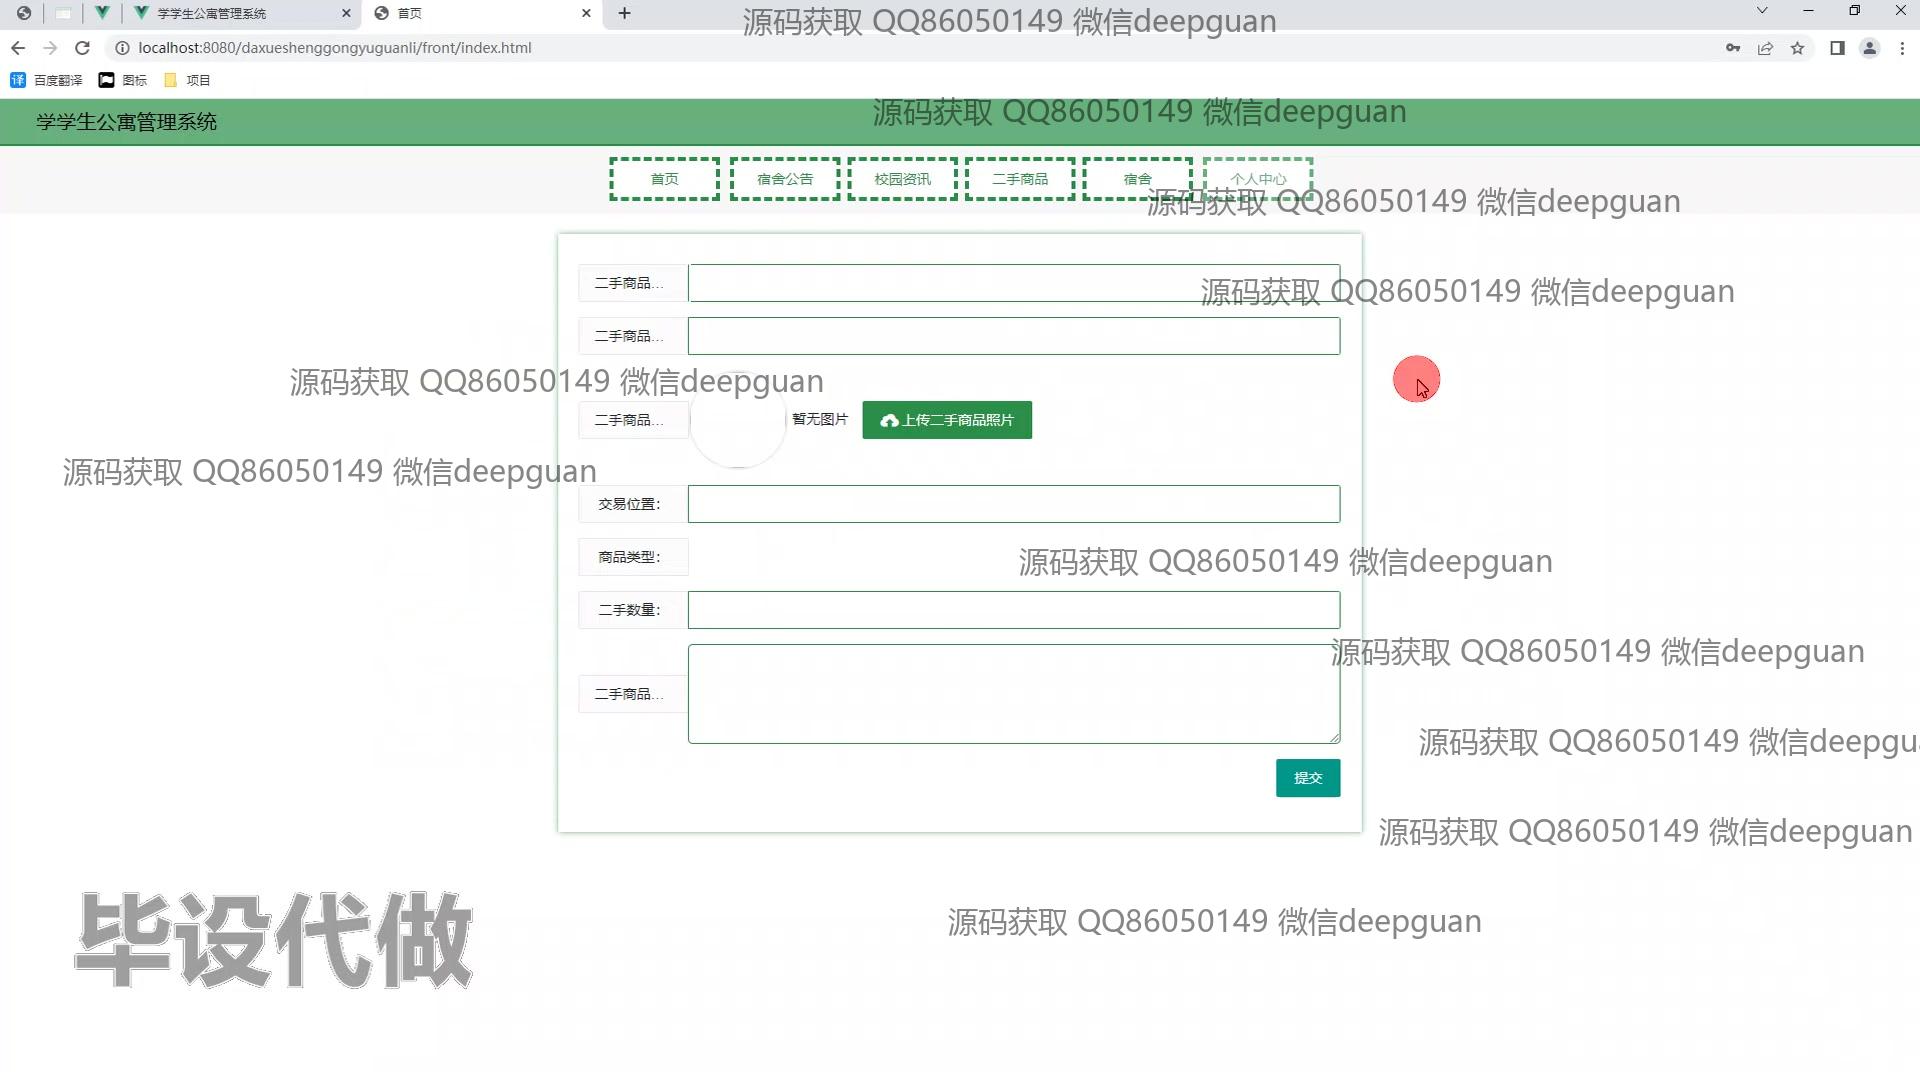 学学生公寓管理系统
首页
源码获取 QQ86050149 微信deepguan
localhost:8080/daxueshenggongyuguanli/front/index.html
译 百度翻译 图标 项目
学学生公寓管理系统
源码获取 QQ86050149 微信deepguan
首页 宿舍公告 校园资讯 二手商品 宿舍 个人中心
源码获取 QQ86050149 微信deepguan
二手商品...
源码获取 QQ86050149 微信deepguan
二手商品...
源码获取 QQ86050149 微信deepguan
二手商品... 暂无图片 上传二手商品照片
源码获取 QQ86050149 微信deepguan
交易位置:
商品类型:
源码获取 QQ86050149 微信deepguan
二手数量:
源码获取 QQ86050149 微信deepguan
二手商品...
源码获取 QQ86050149 微信deepgu
提交
源码获取 QQ86050149 微信deepguan
源码获取 QQ86050149 微信deepguan
毕设代做